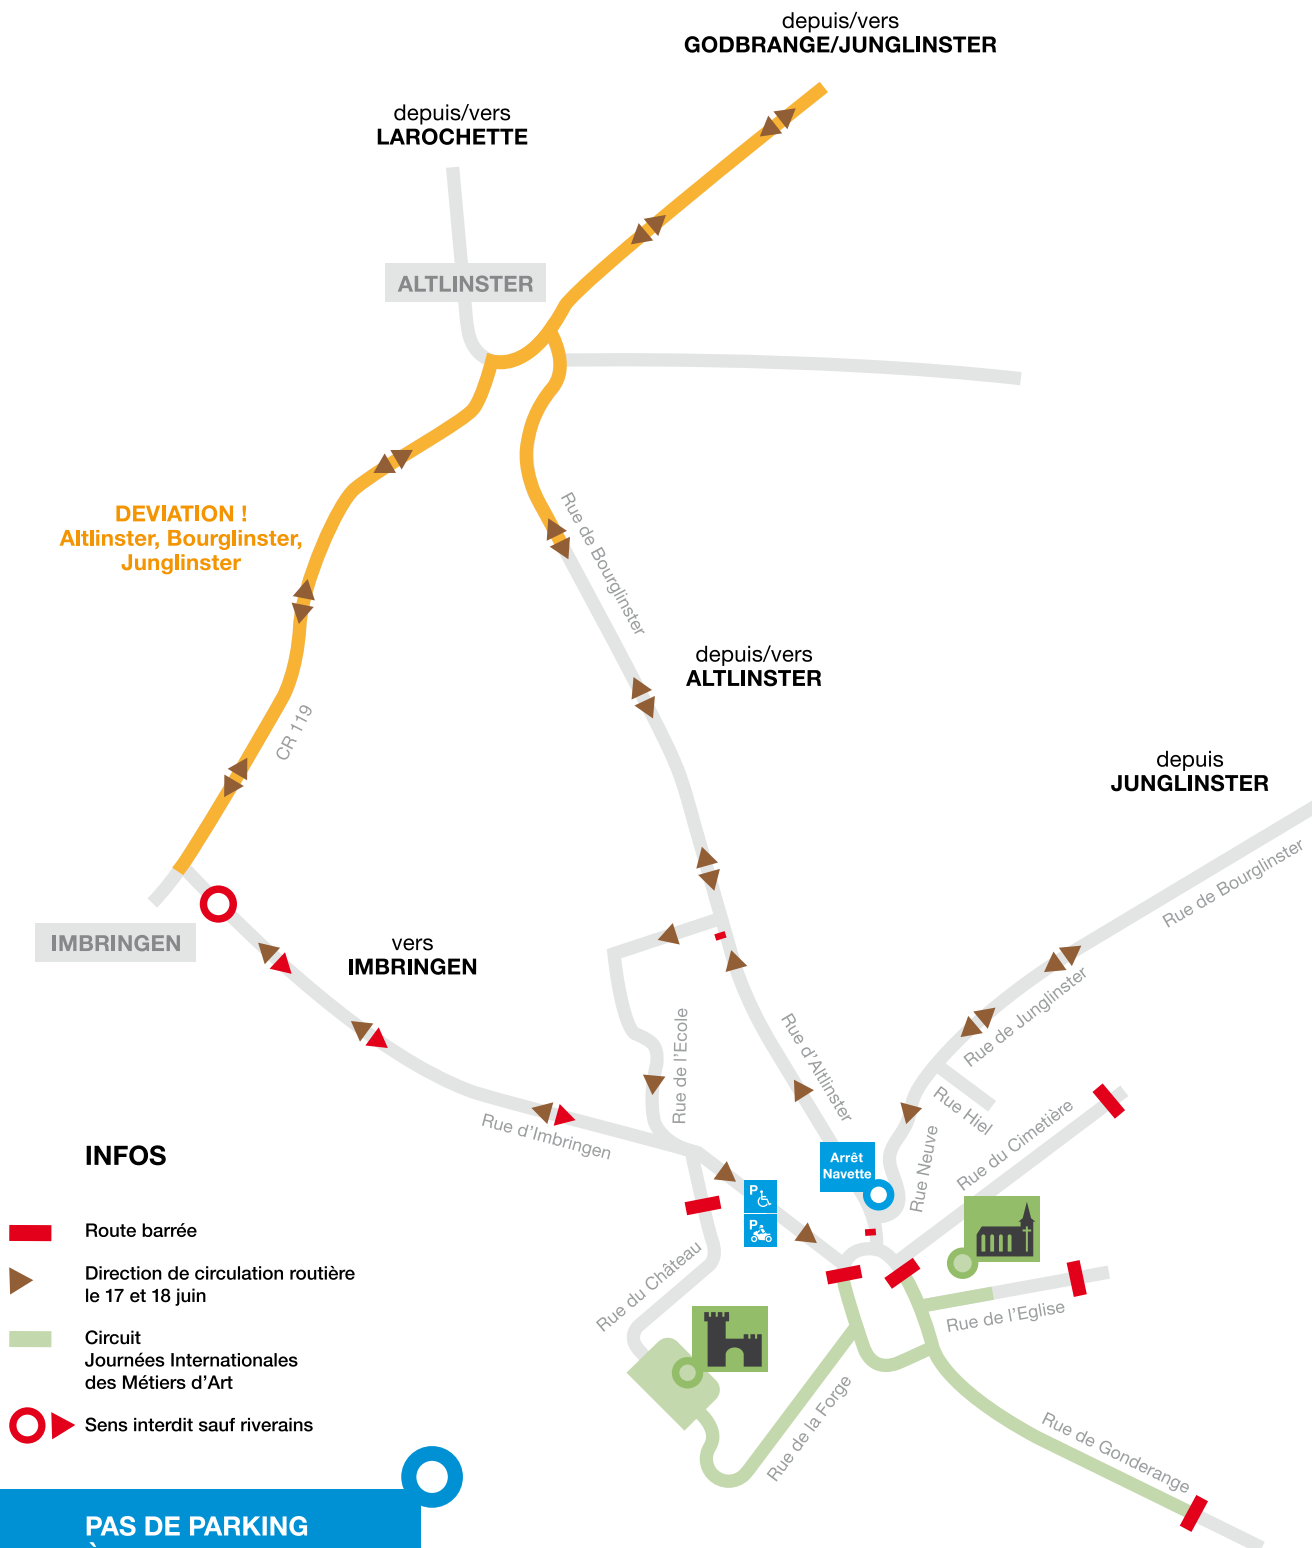 depuis/vers
GODBRANGE/JUNGLINSTER
depuis/vers
LAROCHETTE
ALTLINSTER
DEVIATION !
Altlinster, Bourglinster,
Junglinster
Rue de Bourglinster
depuis/vers
ALTLINSTER
CR 119
depuis
JUNGLINSTER
Rue de Bourglinster
IMBRINGEN
vers
IMBRINGEN
Rue de Junglinster
Rue d'Altlinster
Rue de l'Ecole
Rue Hiel
Rue du Cimetière
Rue d'Imbringen
Rue Neuve
Arrêt
Navette
P
P
Rue du Château
Rue de l'Eglise
Rue de la Forge
Rue de Gonderange
INFOS
Route barrée
Direction de circulation routière
le 17 et 18 juin
Circuit
Journées Internationales
des Métiers d'Art
Sens interdit sauf riverains
PAS DE PARKING